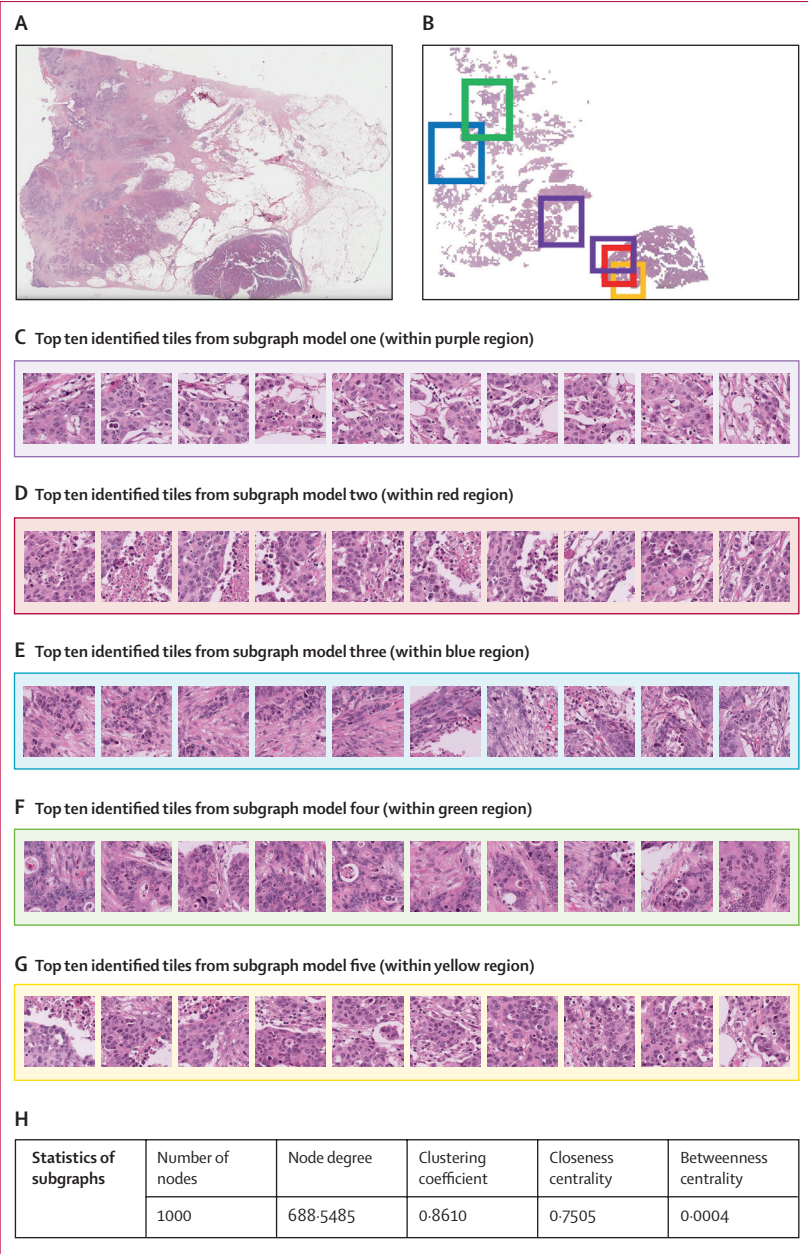 A
B
C Top ten identified tiles from subgraph model one (within purple region)
D Top ten identified tiles from subgraph model two (within red region)
E Top ten identified tiles from subgraph model three (within blue region)
F Top ten identified tiles from subgraph model four (within green region)
G Top ten identified tiles from subgraph model five (within yellow region)
H
Statistics of subgraphs
Number of nodes
Node degree
Clustering coefficient
Closeness centrality
Betweenness centrality
1000
688·5485
0·8610
0·7505
0·0004